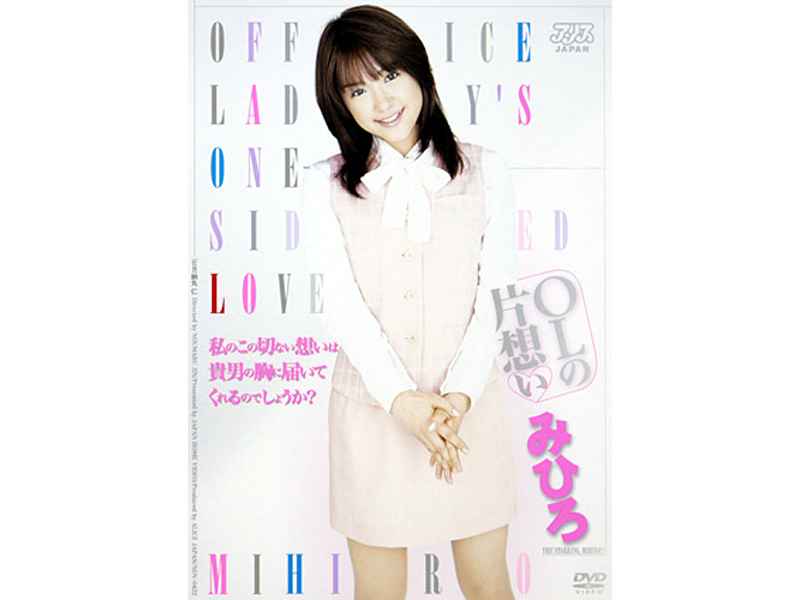 OFFICE
LADY'S
ONE-
SIDED
LOVE
アリス
JAPAN
OLの
片想い
私のこの切ない想いは
貴男の胸に届いて
くれるのでしょうか?
みひろ
MIHIRO
DVD
VIDEO